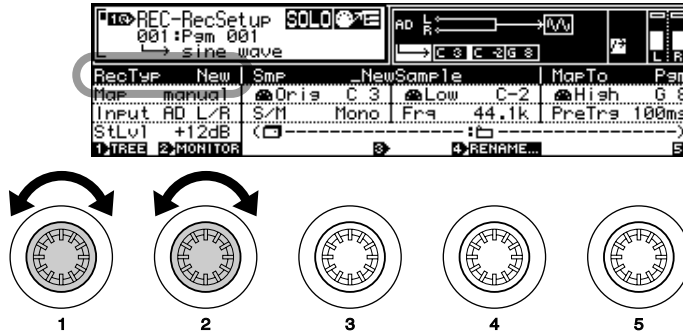 REC-RecSetup SOLO
001:Pgm 001
sine wave
AD L R
C 3 C -2 G 8
L R
RecTyp New Smp _NewSample MapTo Pgm
Map manual Orig C 3 Low C-2 High G 8
Input AD L/R S/M Mono Frq 44.1k PreTrg 100ms
StLvl +12dB (------------------:------------------)
1 TREE 2 MONITOR 3 4 RENAME... 5
1 2 3 4 5